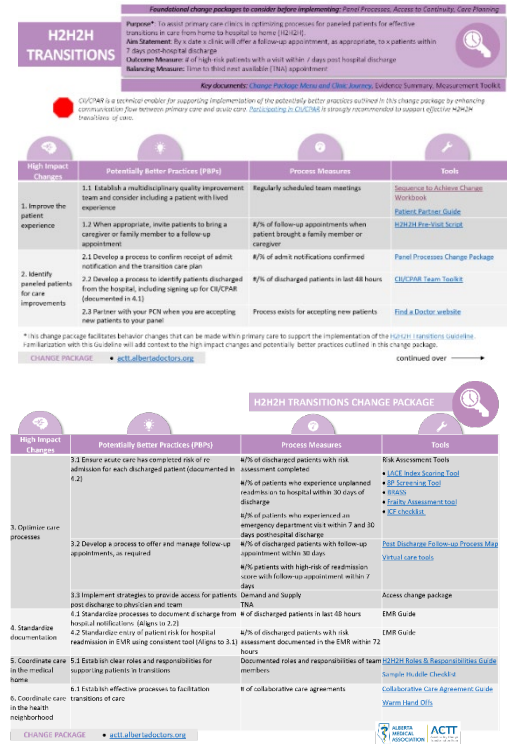 Foundational change packages to consider before implementing: Panel Processes, Access to Continuity, Care Planning
H2H2H
TRANSITIONS
Purpose*: To assist primary care clinics in optimizing processes for paneled patients for effective
transitions in care from home to hospital to home (H2H2H).
Aim Statement: By x date x clinic will offer a follow-up appointment, as appropriate, to x patients within
7 days post-hospital discharge
Outcome Measure: # of high-risk patients with a visit within 7 days post hospital discharge
Balancing Measure: Time to third next available (TNA) appointment
Key documents: Change Package Menu and Clinic Journey, Evidence Summary, Measurement Toolkit
CII/CPAR is a technical enabler for supporting implementation of the potentially better practices outlined in this change package by enhancing
communication flow between primary care and acute care. Participating in CII/CPAR is strongly recommended to support effective H2H2H
transitions of care.
High Impact
Changes
Potentially Better Practices (PBPs)
Process Measures
Tools
1. Improve the
patient
experience
1.1 Establish a multidisciplinary quality improvement
team and consider including a patient with lived
experience
Regularly scheduled team meetings
Sequence to Achieve Change
Workbook
Patient Partner Guide
1.2 When appropriate, invite patients to bring a
caregiver or family member to a follow-up
appointment
#/% of follow-up appointments when
patient brought a family member or
caregiver
H2H2H Pre-Visit Script
2. Identify
paneled patients
for care
improvements
2.1 Develop a process to confirm receipt of admit
notification and the transition care plan
#/% of admit notifications confirmed
Panel Processes Change Package
2.2 Develop a process to identify patients discharged
from the hospital, including signing up for CII/CPAR
(documented in 4.1)
#/% of discharged patients in last 48 hours
CII/CPAR Team Toolkit
2.3 Partner with your PCN when you are accepting
new patients to your panel
Process exists for accepting new patients
Find a Doctor website
*This change package facilitates behavior changes that can be made within primary care to support the implementation of the H2H2H Transitions Guideline.
Familiarization with this Guideline will add context to the high impact changes and potentially better practices outlined in this change package.
CHANGE PACKAGE • actt.albertadoctors.org
continued over
H2H2H TRANSITIONS CHANGE PACKAGE
High Impact
Changes
Potentially Better Practices (PBPs)
Process Measures
Tools
3. Optimize care
processes
3.1 Ensure acute care has completed risk of re-
admission for each discharged patient (documented in
4.2)
#/% of discharged patients with risk
assessment completed
#/% of patients who experience unplanned
readmission to hospital within 30 days of
discharge
#/% of patients who experienced an
emergency department visit within 7 and 30
days posthospital discharge
Risk Assessment Tools
• LACE Index Scoring Tool
• 8P Screening Tool
• BRASS
• Frailty Assessment tool
• ICF checklist
3.2 Develop a process to offer and manage follow-up
appointments, as required
#/% of discharged patients with follow-up
appointment within 30 days
#/% patients with high-risk of readmission
score with follow-up appointment within 7
days
Post Discharge Follow-up Process Map
Virtual care tools
3.3 Implement strategies to provide access for patients
post discharge to physician and team
Demand and Supply
TNA
Access change package
4. Standardize
documentation
4.1 Standardize processes to document discharge from
hospital notifications (Aligns to 2.2)
# of discharged patients in last 48 hours
EMR Guide
4.2 Standardize entry of patient risk for hospital
readmission in EMR using consistent tool (Aligns to 3.1)
#/% of discharged patients with risk
assessment documented in the EMR within 72
hours
EMR Guide
5. Coordinate care
in the medical
home
5.1 Establish clear roles and responsibilities for
supporting patients in transitions
Documented roles and responsibilities of team
members
H2H2H Roles & Responsibilities Guide
Sample Huddle Checklist
6. Coordinate care
in the health
neighborhood
6.1 Establish effective processes to facilitation
transitions of care
# of collaborative care agreements
Collaborative Care Agreement Guide
Warm Hand Offs
CHANGE PACKAGE • actt.albertadoctors.org
ALBERTA
MEDICAL
ASSOCIATION
ACTT